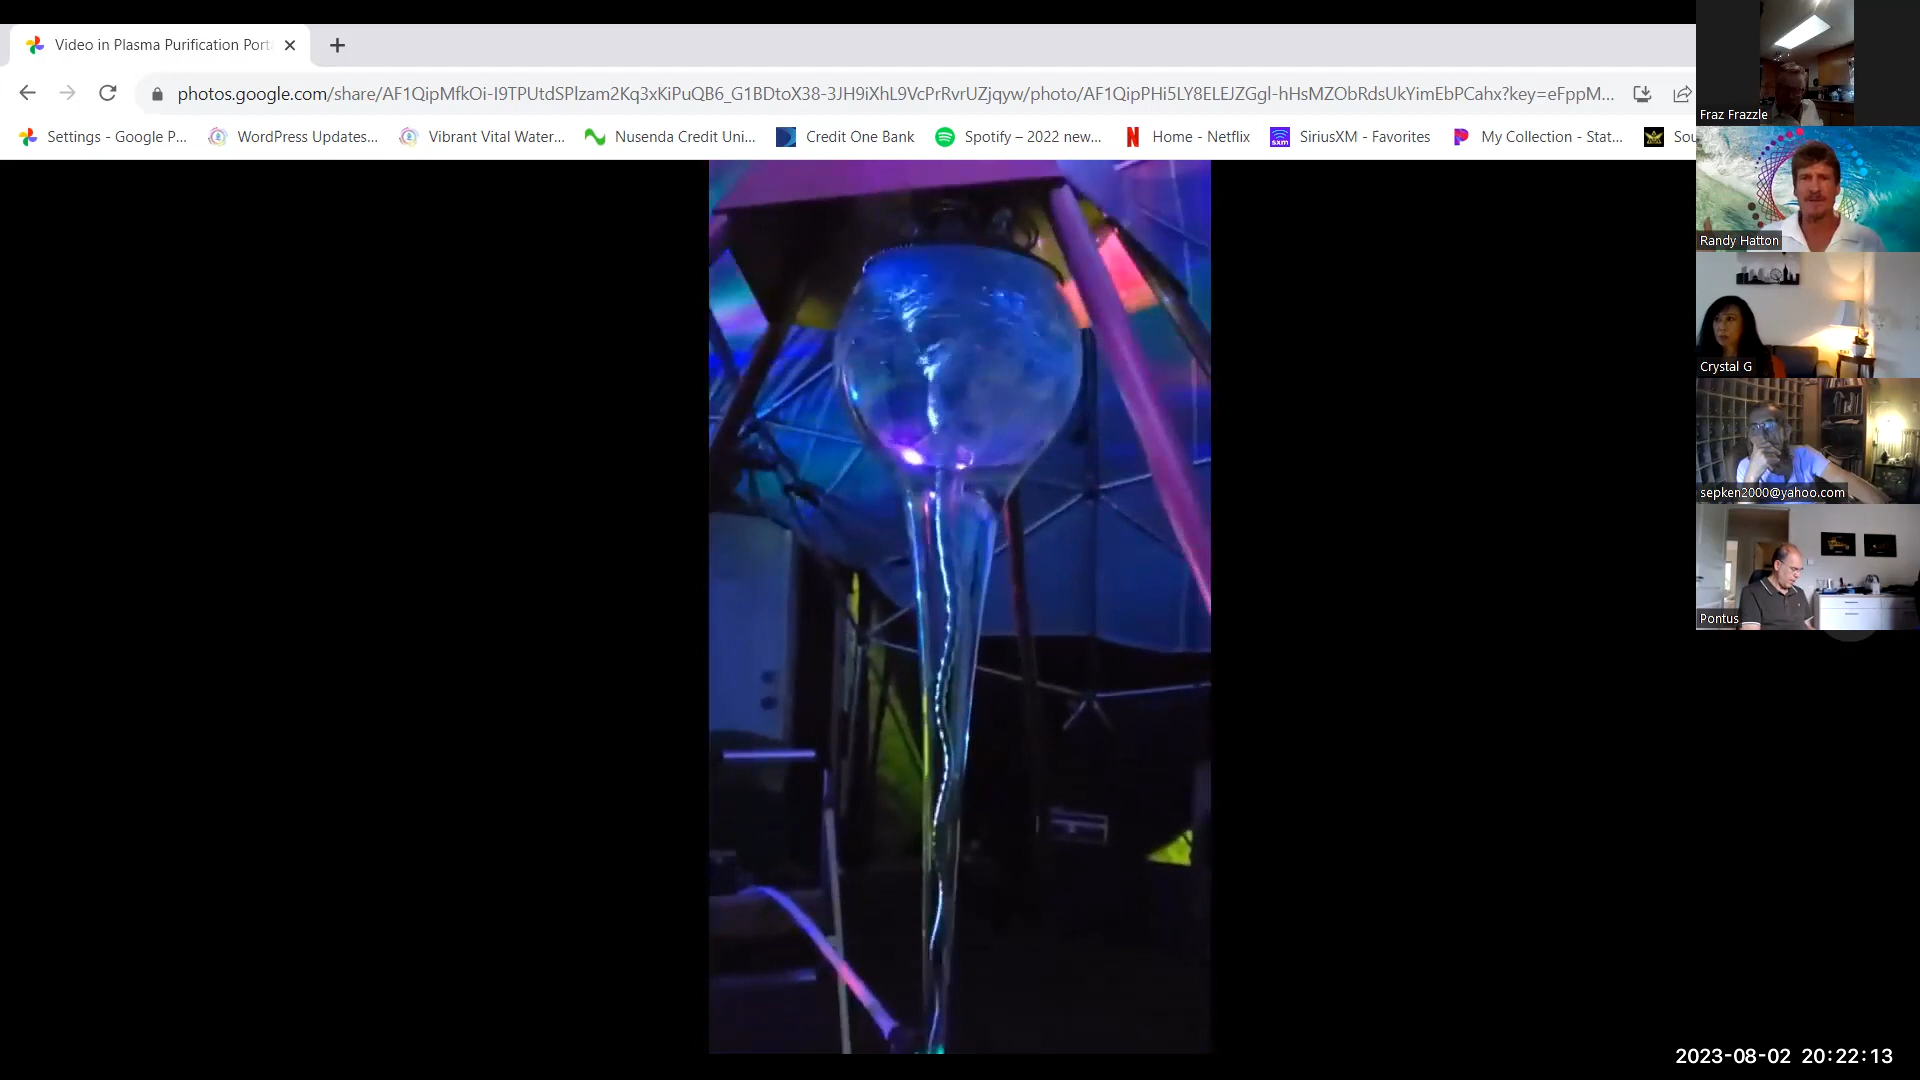 Video in Plasma Purification Port
photos.google.com/share/AF1QipMfkOi-I9TPUtdSPlzam2Kq3xKiPuQB6_G1BDtoX38-3JH9iXhL9VcPrRvrUZjqyw/photo/AF1QipPHi5LY8ELEJZGgl-hHsMZObRdsUkYimEbPCahx?key=eFppM...
Settings - Google P... WordPress Updates... Vibrant Vital Water... Nusenda Credit Uni... Credit One Bank Spotify – 2022 new... Home - Netflix SiriusXM - Favorites My Collection - Stat... Sou
Fraz Frazzle
Randy Hatton
Crystal G
sepken2000@yahoo.com
Pontus
2023-08-02 20:22:13